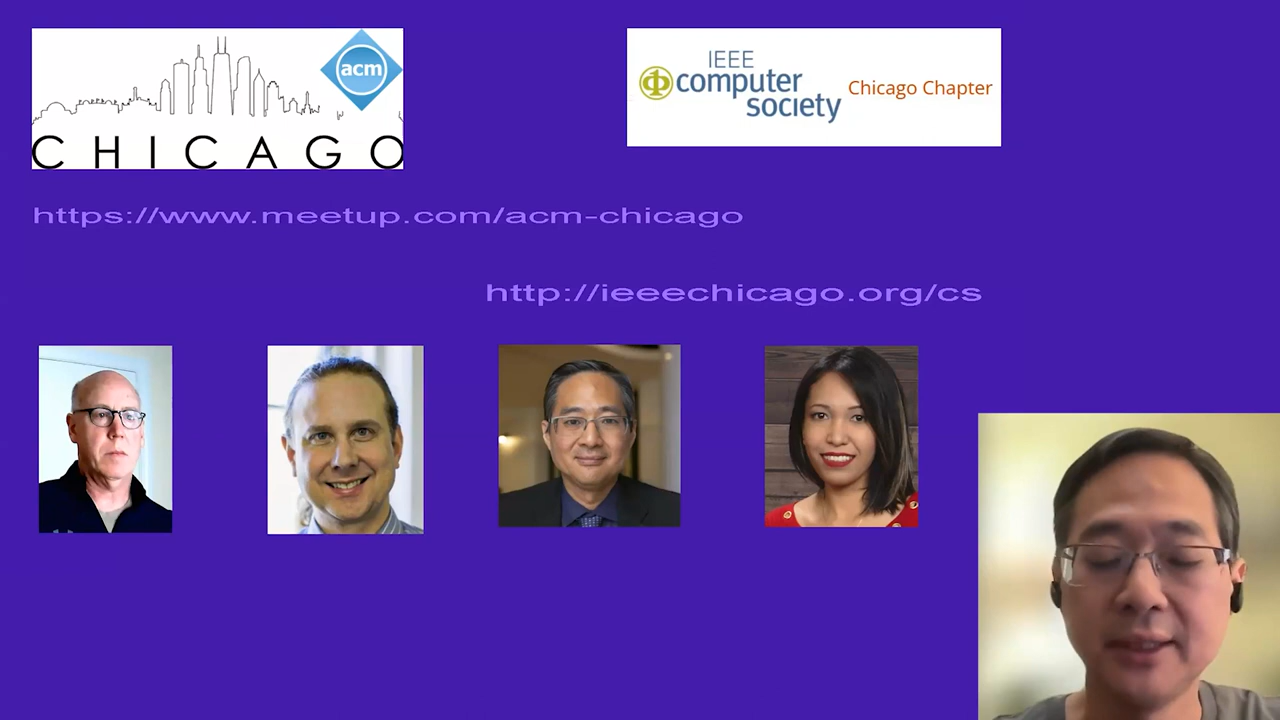 acm
CHICAGO
IEEE
computer
society
Chicago Chapter
https://www.meetup.com/acm-chicago
http://ieeechicago.org/cs